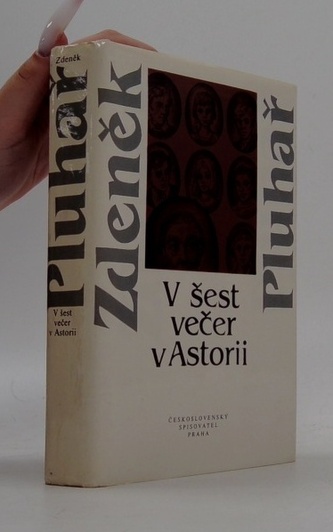 Zdeněk
Pluhař
V šest
večer
v Astorii
Zdeněk
Pluhař
V šest
večer
v Astorii
ČESKOSLOVENSKÝ
SPISOVATEL
PRAHA